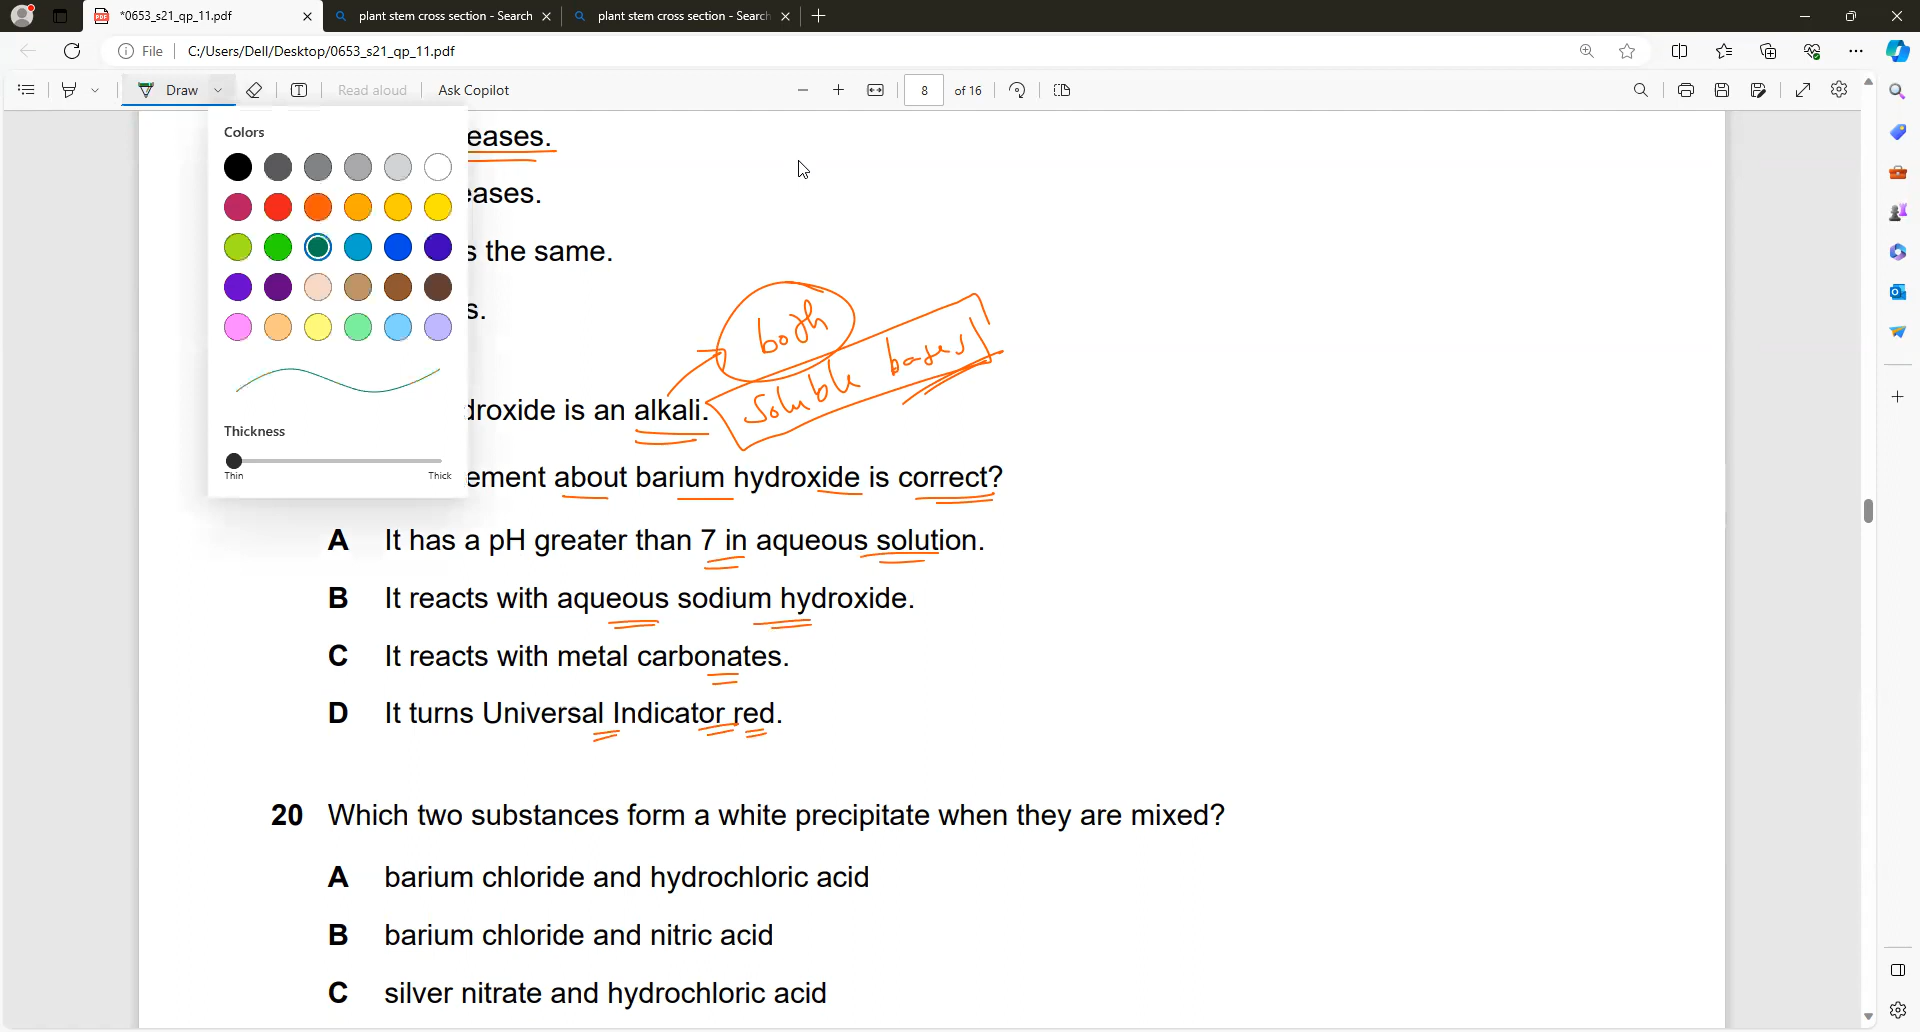 *0653_s21_qp_11.pdf
plant stem cross section - Search
plant stem cross section - Search
File
C:/Users/Dell/Desktop/0653_s21_qp_11.pdf
Draw
Read aloud
Ask Copilot
8
of 16
Colors
Thickness
Thin
Thick
eases.
eases.
s the same.
s.
both
soluble bases
droxide is an alkali.
ement about barium hydroxide is correct?
A It has a pH greater than 7 in aqueous solution.
B It reacts with aqueous sodium hydroxide.
C It reacts with metal carbonates.
D It turns Universal Indicator red.
20 Which two substances form a white precipitate when they are mixed?
A barium chloride and hydrochloric acid
B barium chloride and nitric acid
C silver nitrate and hydrochloric acid